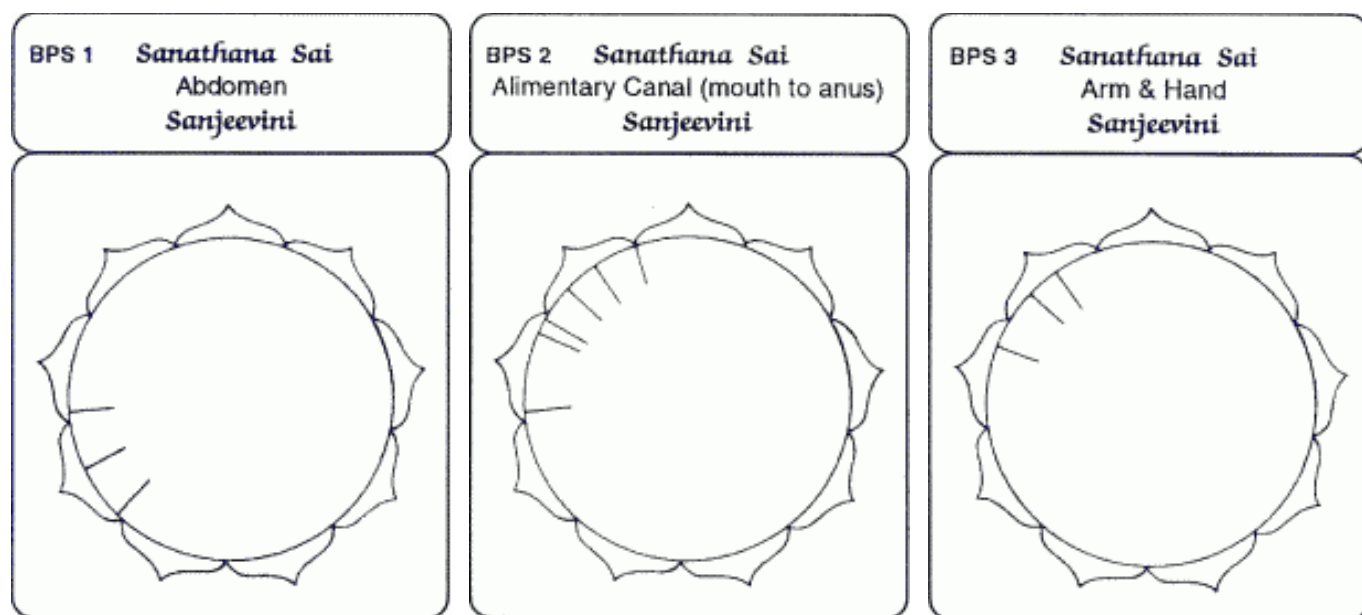 BPS 1 Sanathana Sai
Abdomen
Sanjeevini
BPS 2 Sanathana Sai
Alimentary Canal (mouth to anus)
Sanjeevini
BPS 3 Sanathana Sai
Arm & Hand
Sanjeevini